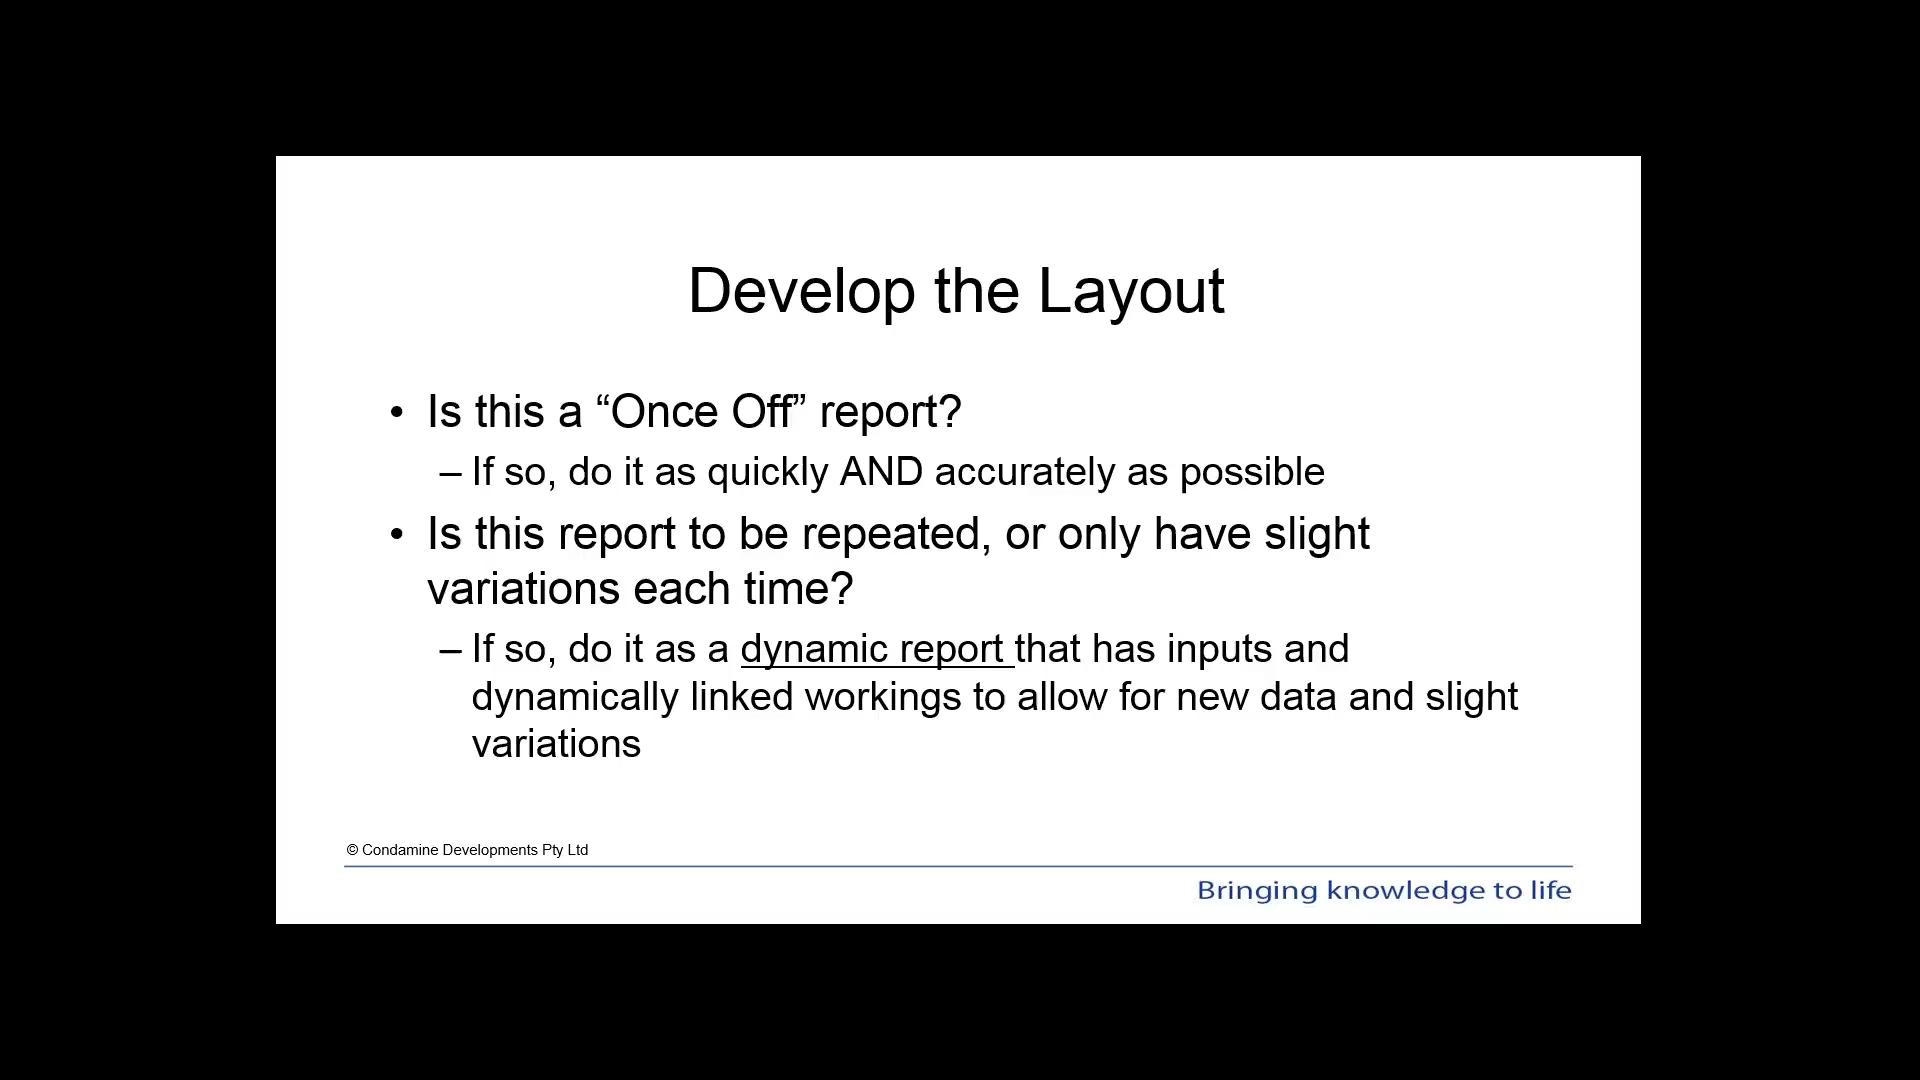 Develop the Layout
• Is this a “Once Off” report?
– If so, do it as quickly AND accurately as possible
• Is this report to be repeated, or only have slight
variations each time?
– If so, do it as a dynamic report that has inputs and
dynamically linked workings to allow for new data and slight
variations
© Condamine Developments Pty Ltd
Bringing knowledge to life